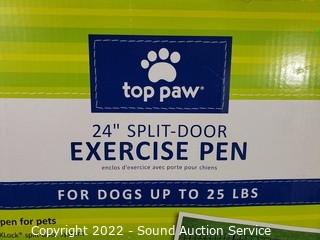 top paw
24" SPLIT-DOOR
EXERCISE PEN
enclos d'exercice avec porte pour chiens
FOR DOGS UP TO 25 LBS
pen for pets
Copyright 2022 - Sound Auction Service